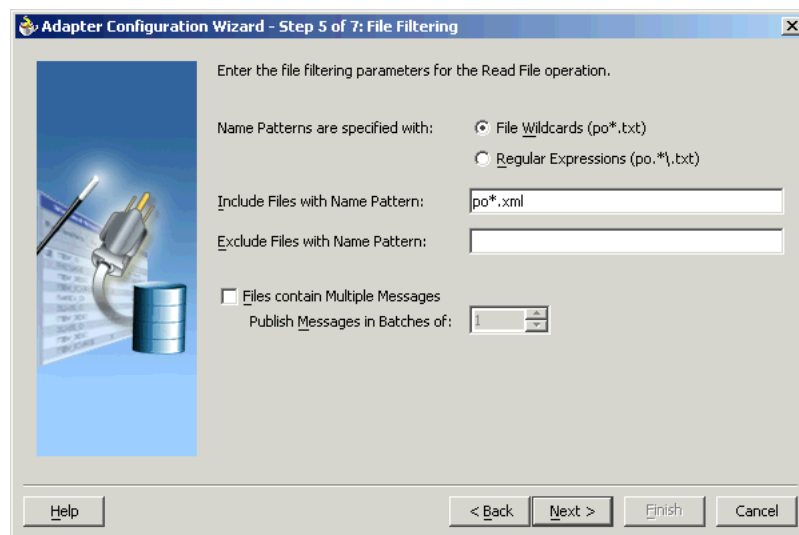 Adapter Configuration Wizard - Step 5 of 7: File Filtering
Enter the file filtering parameters for the Read File operation.
Name Patterns are specified with:
File Wildcards (po*.txt)
Regular Expressions (po.*\.txt)
Include Files with Name Pattern:
po*.xml
Exclude Files with Name Pattern:
Files contain Multiple Messages
Publish Messages in Batches of:
1
Help
< Back
Next >
Finish
Cancel